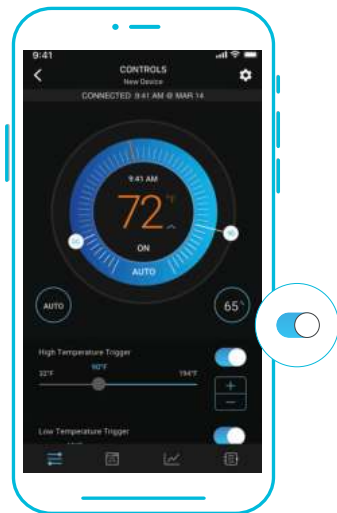 9:41
CONTROLS
New Device
CONNECTED 9:41 AM @ MAR 14
9:41 AM
72 °F
90
ON
AUTO
AUTO
65%
High Temperature Trigger
90°F
32°F
194°F
+
−
Low Temperature Trigger